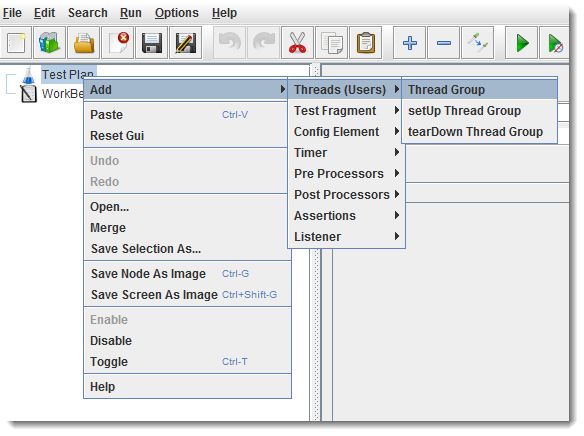 File Edit Search Run Options Help
Test Plan
WorkBe
Add
Paste Ctrl-V
Reset Gui
Undo
Redo
Open...
Merge
Save Selection As...
Save Node As Image Ctrl-G
Save Screen As Image Ctrl+Shift-G
Enable
Disable
Toggle Ctrl-T
Help
Threads (Users)
Test Fragment
Config Element
Timer
Pre Processors
Post Processors
Assertions
Listener
Thread Group
setUp Thread Group
tearDown Thread Group